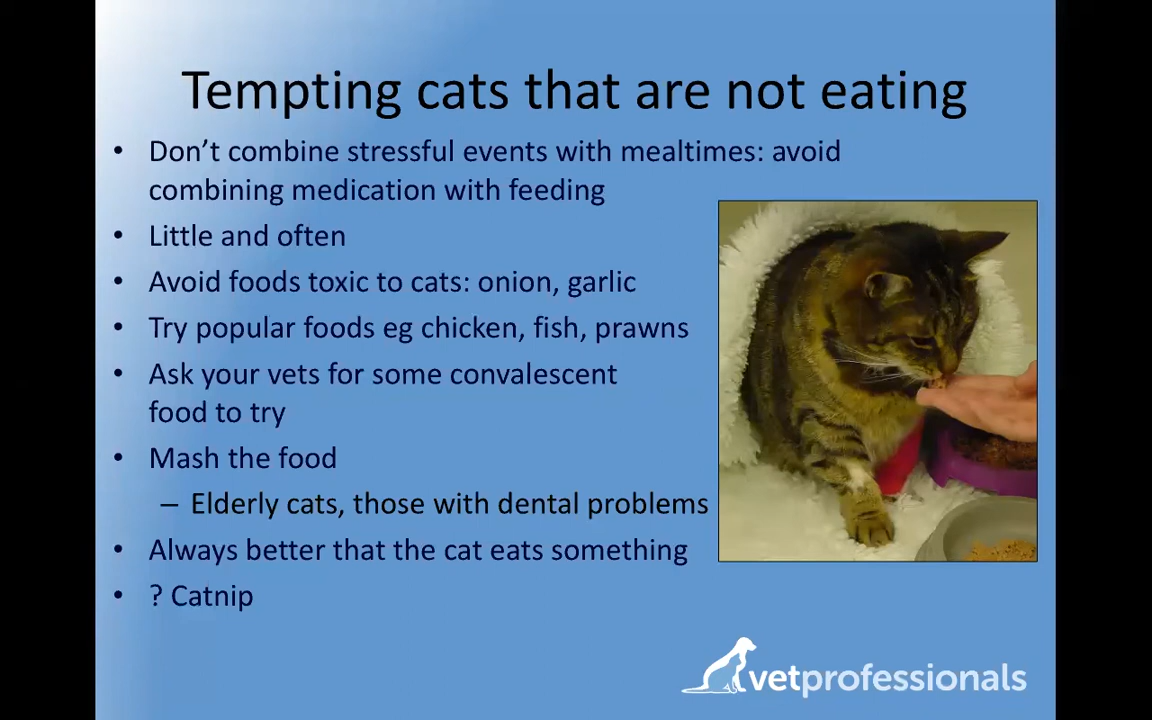 Tempting cats that are not eating
• Don’t combine stressful events with mealtimes: avoid
combining medication with feeding
• Little and often
• Avoid foods toxic to cats: onion, garlic
• Try popular foods eg chicken, fish, prawns
• Ask your vets for some convalescent
food to try
• Mash the food
– Elderly cats, those with dental problems
• Always better that the cat eats something
• ? Catnip
vetprofessionals